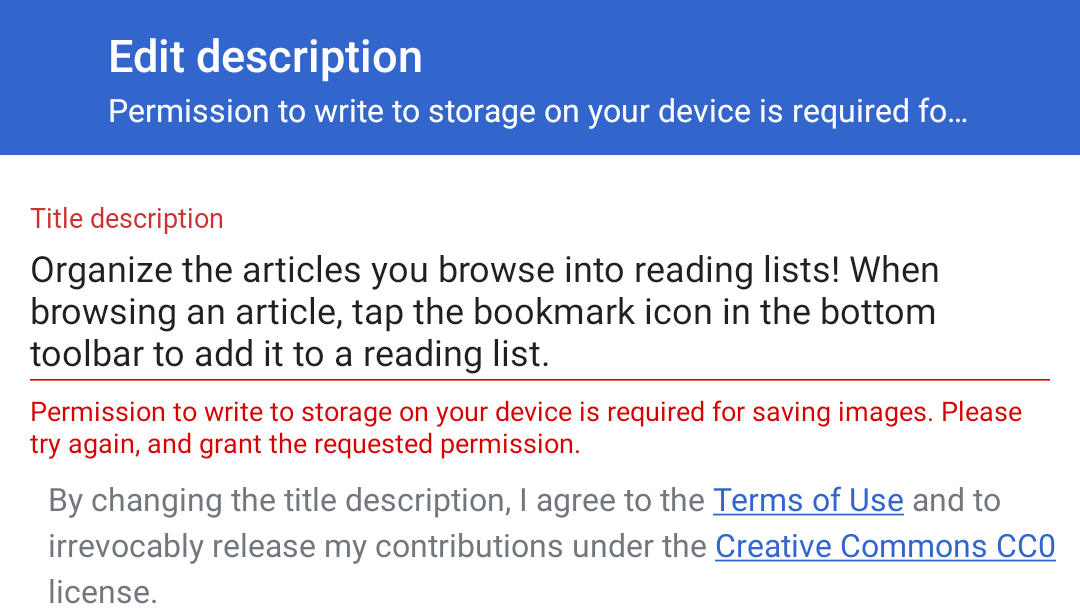 Edit description
Permission to write to storage on your device is required fo…
Title description
Organize the articles you browse into reading lists! When
browsing an article, tap the bookmark icon in the bottom
toolbar to add it to a reading list.
Permission to write to storage on your device is required for saving images. Please
try again, and grant the requested permission.
By changing the title description, I agree to the Terms of Use and to
irrevocably release my contributions under the Creative Commons CC0
license.